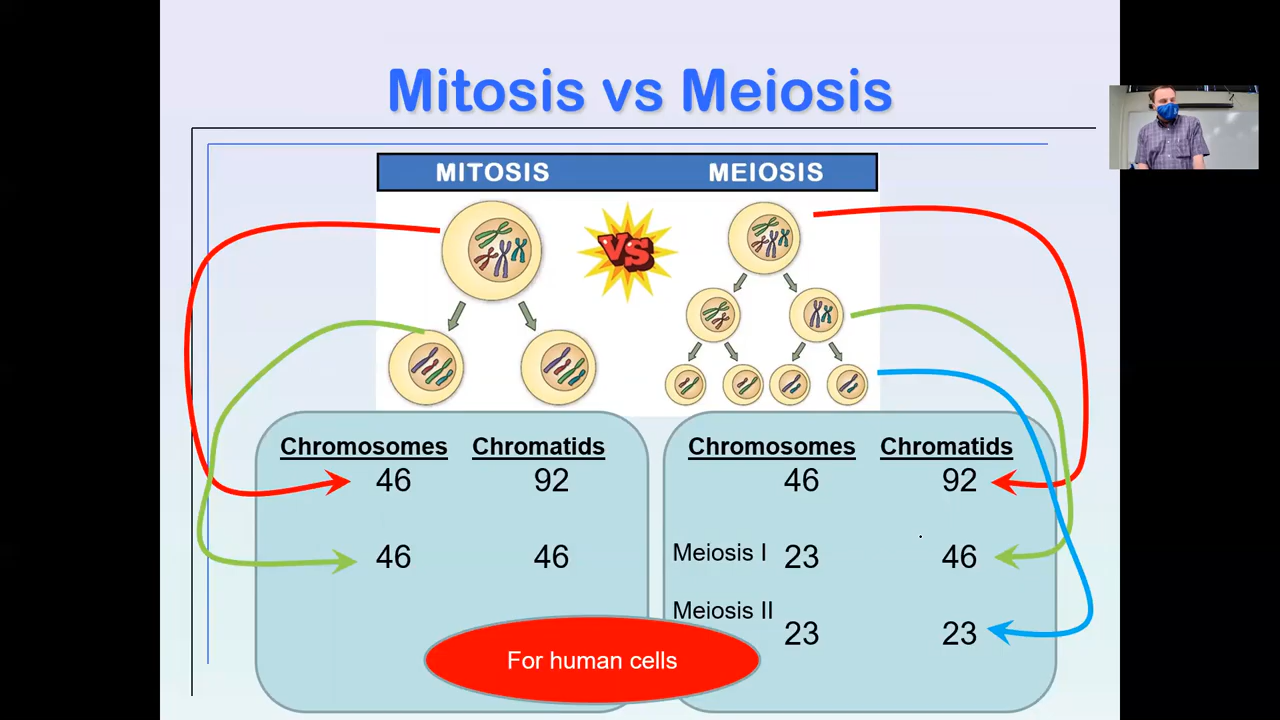 Mitosis vs Meiosis
MITOSIS
MEIOSIS
VS
Chromosomes Chromatids
46 92
46 46
Chromosomes Chromatids
46 92
Meiosis I 23 46
Meiosis II
23 23
For human cells